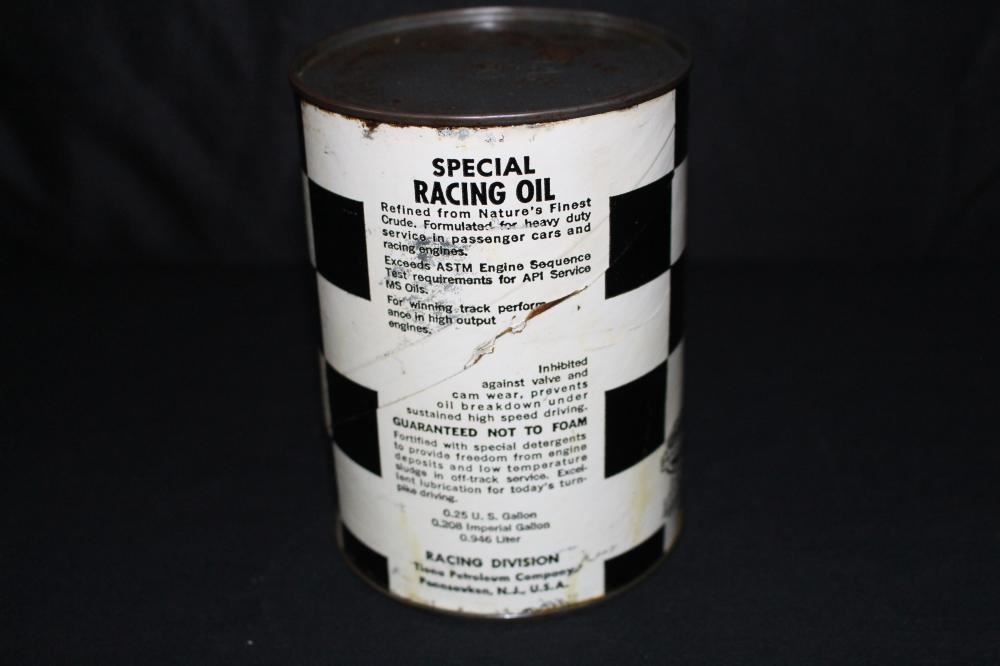 SPECIAL
RACING OIL
Refined from Nature's Finest
Crude. Formulated for heavy duty
service in passenger cars and
racing engines.
Exceeds ASTM Engine Sequence
Test requirements for API Service
MS Oils.
For winning track perform-
ance in high output
engines.
Inhibited
against valve and
cam wear, prevents
oil breakdown under
sustained high speed driving.
GUARANTEED NOT TO FOAM
Fortified with special detergents
to provide freedom from engine
deposits and low temperature
sludge in off-track service. Excel-
lent lubrication for today's turn-
pike driving.
0.25 U. S. Gallon
0.208 Imperial Gallon
0.946 Liter
RACING DIVISION
Tiona Petroleum Company
Pennsauken, N.J., U.S.A.